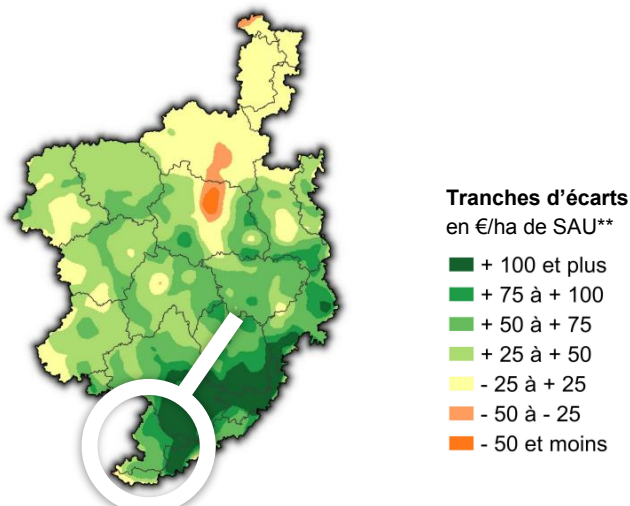 Tranches d’écarts
en €/ha de SAU**
+ 100 et plus
+ 75 à + 100
+ 50 à + 75
+ 25 à + 50
- 25 à + 25
- 50 à - 25
- 50 et moins